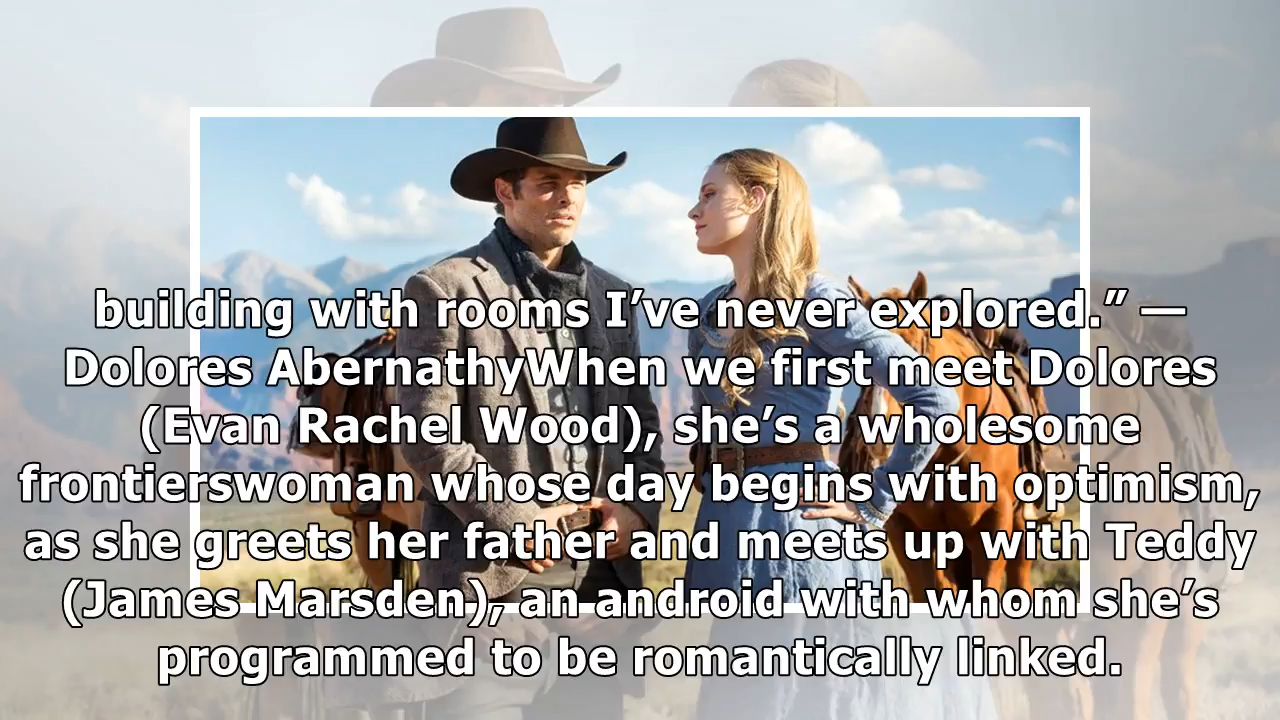 building with rooms I’ve never explored.” —
Dolores AbernathyWhen we first meet Dolores
(Evan Rachel Wood), she’s a wholesome
frontierswoman whose day begins with optimism,
as she greets her father and meets up with Teddy
(James Marsden), an android with whom she’s
programmed to be romantically linked.